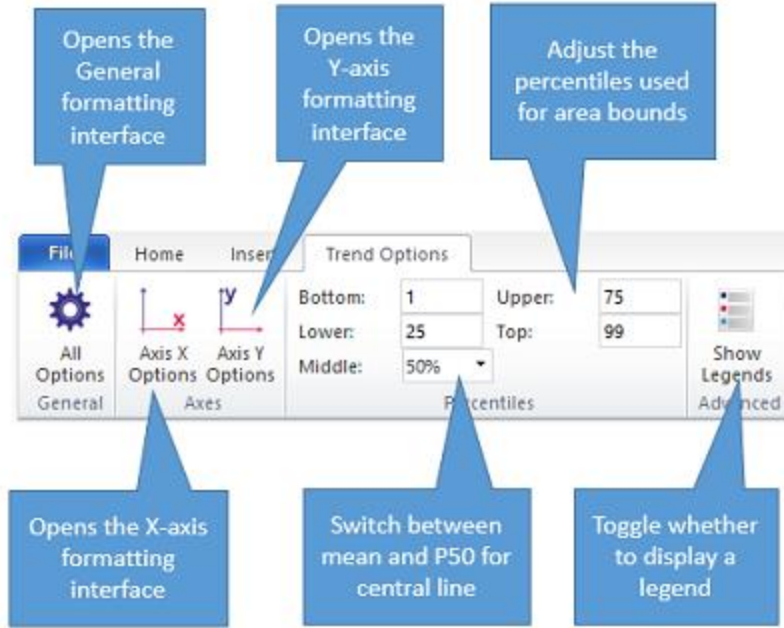 Opens the
General
formatting
interface
Opens the
Y-axis
formatting
interface
Adjust the
percentiles used
for area bounds
File Home Insert Trend Options
All
Options
General
Axis X
Options
y
x
Axis Y
Options
Axes
Bottom: 1 Upper: 75
Lower: 25 Top: 99
Middle: 50%
Percentiles
Show
Legends
Advanced
Opens the X-axis
formatting
interface
Switch between
mean and P50 for
central line
Toggle whether
to display a
legend